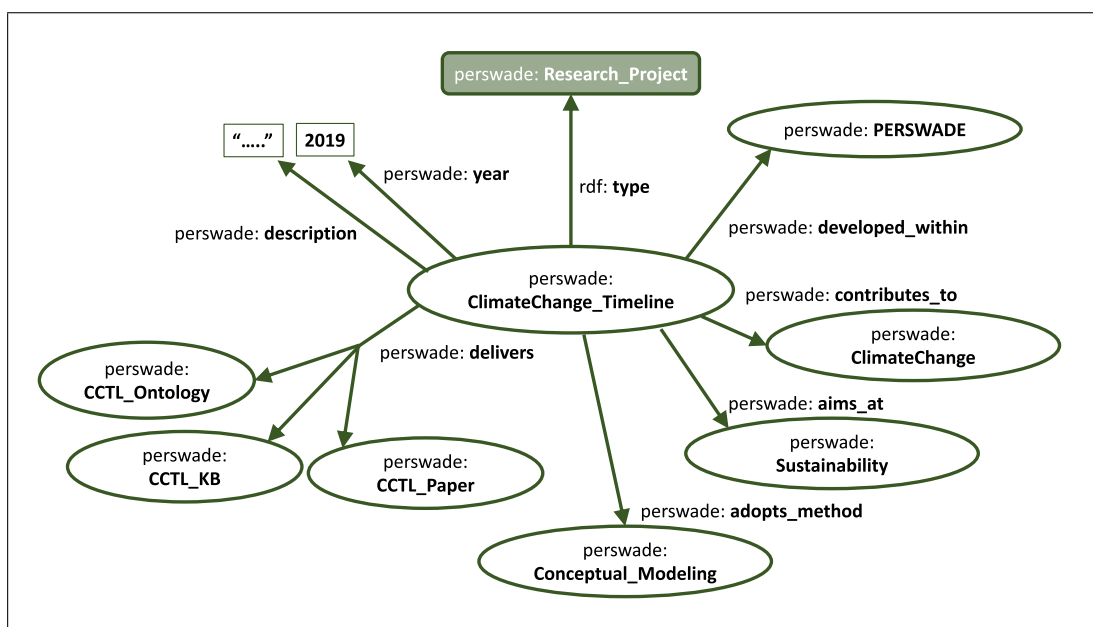 perswade: Research_Project
perswade: PERSWADE
“.....”
2019
perswade: year
rdf: type
perswade: description
perswade: developed_within
perswade:
ClimateChange_Timeline
perswade: contributes_to
perswade:
ClimateChange
perswade: delivers
perswade:
CCTL_Ontology
perswade: aims_at
perswade:
Sustainability
perswade:
CCTL_KB
perswade:
CCTL_Paper
perswade: adopts_method
perswade:
Conceptual_Modeling